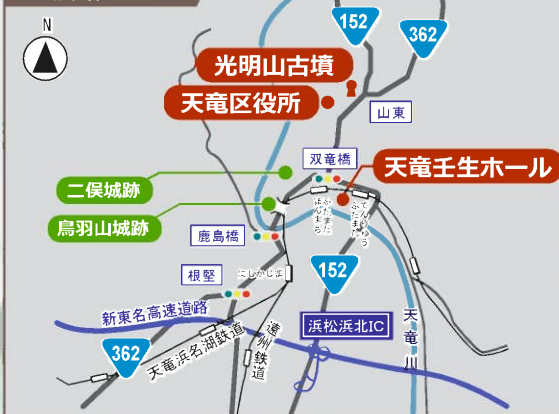 N
152
362
光明山古墳
天竜区役所
山東
双竜橋
天竜壬生ホール
二俣城跡
鳥羽山城跡
ふたまた
ほんまち
てんりゅう
ふたまた
鹿島橋
にしかじま
根堅
152
新東名高速道路
浜松浜北IC
天竜川
362
天竜浜名湖鉄道
遠州鉄道